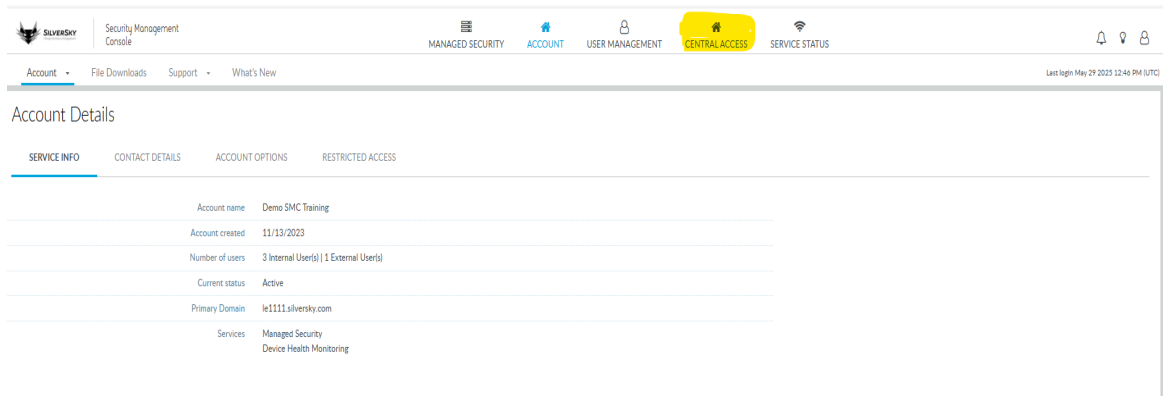 SILVERSKY
Security Management
Console
MANAGED SECURITY
ACCOUNT
USER MANAGEMENT
CENTRAL ACCESS
SERVICE STATUS
Account
File Downloads
Support
What's New
Last login May 29 2025 12:46 PM (UTC)
Account Details
SERVICE INFO
CONTACT DETAILS
ACCOUNT OPTIONS
RESTRICTED ACCESS
Account name Demo SMC Training
Account created 11/13/2023
Number of users 3 Internal User(s) | 1 External User(s)
Current status Active
Primary Domain le1111.silversky.com
Services Managed Security
Device Health Monitoring